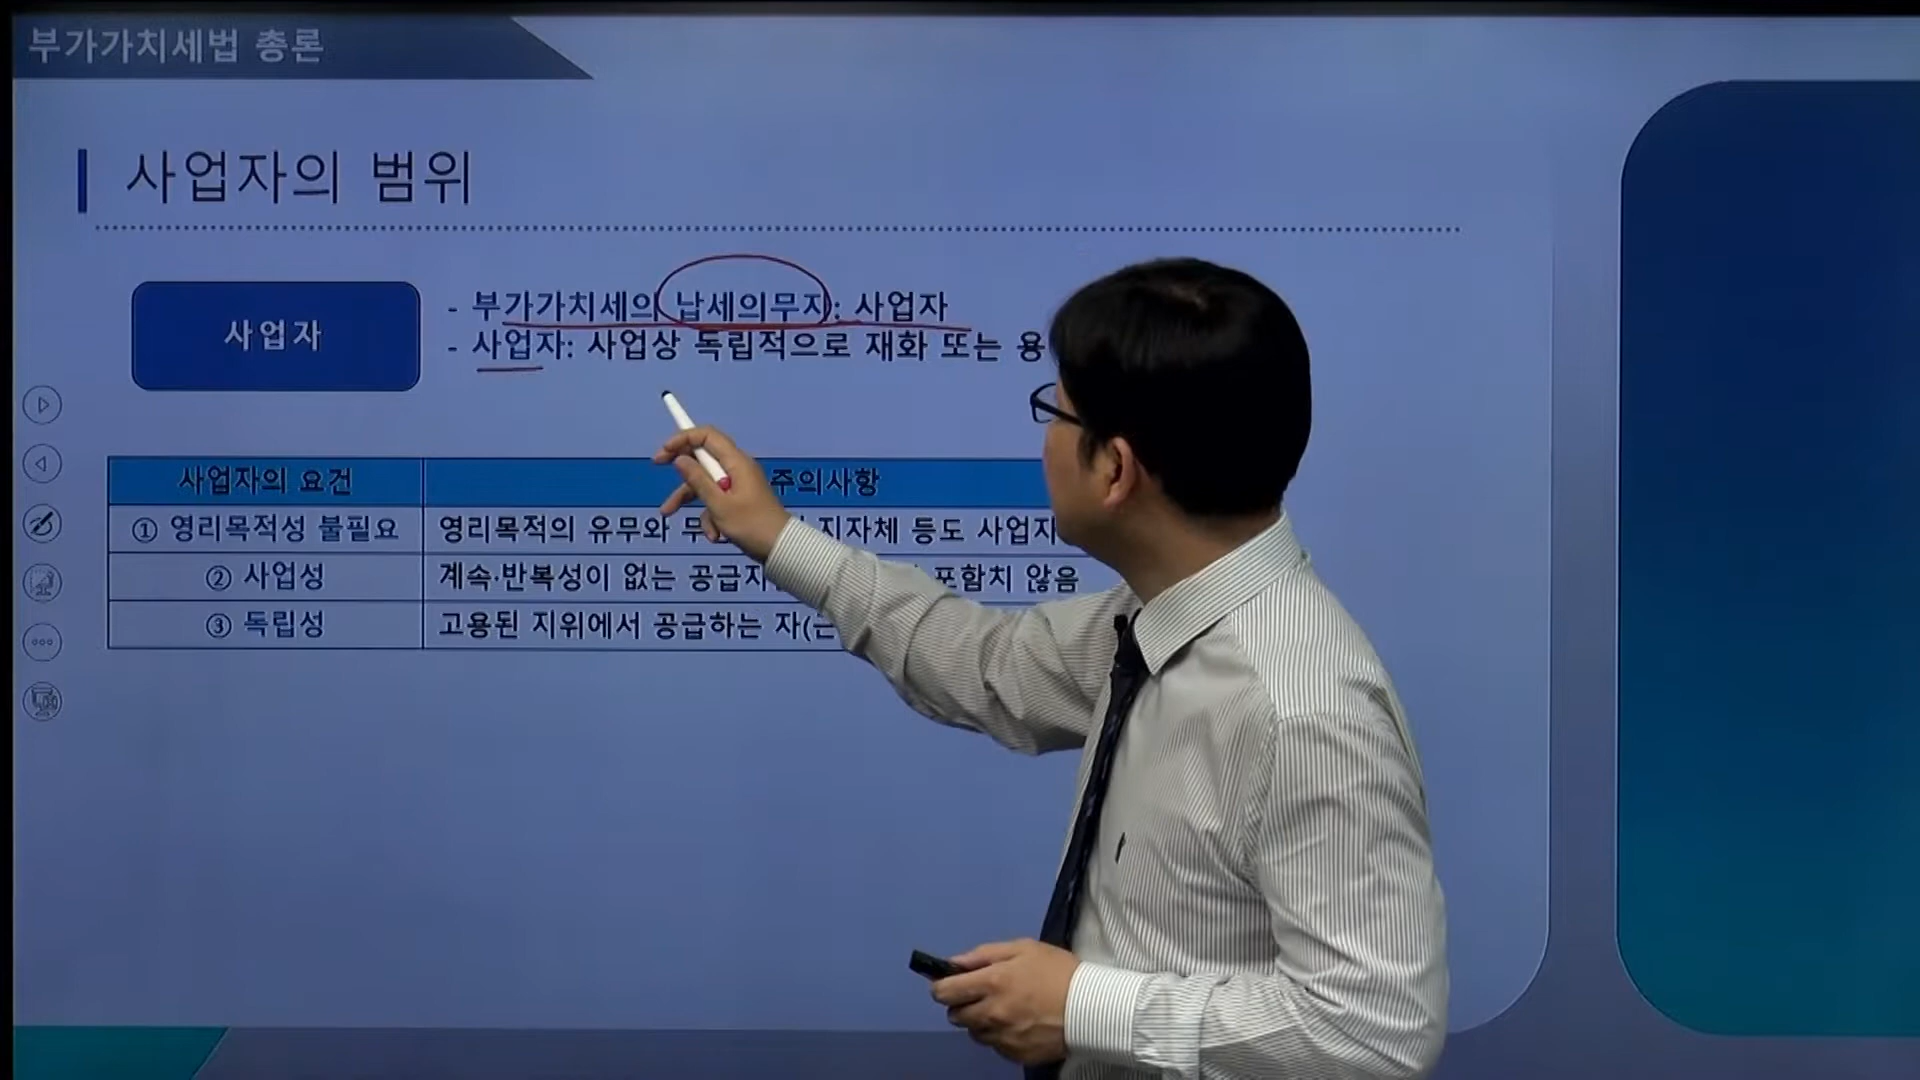 부가가치세법 총론
사업자의 범위
사업자
- 부가가치세의 납세의무자: 사업자
- 사업자: 사업상 독립적으로 재화 또는 용
사업자의 요건
주의사항
① 영리목적성 불필요
영리목적의 유무와 무 지자체 등도 사업자
② 사업성
계속·반복성이 없는 공급자 포함치 않음
③ 독립성
고용된 지위에서 공급하는 자(근